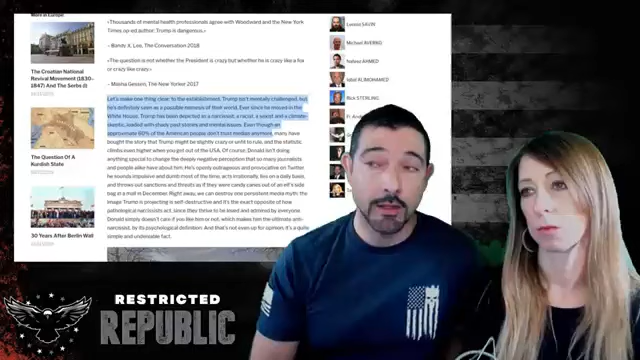 More in Europe
The Croatian National
Revival Movement (1830–
1847) And The Serbs (I)
The Question Of A
Kurdish State
30 Years After Berlin Wall
«Thousands of mental health professionals agree with Woodward and the New York
Times op-ed author: Trump is dangerous.»
– Bandy X. Lee, The Conversation 2018
«The question is not whether the President is crazy but whether he is crazy like a fox
or crazy like crazy.»
– Masha Gessen, The New Yorker 2017
Let's make one thing clear: to the establishment, Trump isn't mentally challenged, but
he's definitely seen as a possible nemesis of their world. Ever since he moved in the
White House, Trump has been depicted as a narcissist, a racist, a sexist and a climate-
skeptic, loaded with shady past stories and mental issues. Even though an
approximate 60% of the American people don't trust medias anymore, many have
bought the story that Trump might be slightly crazy or unfit to rule, and the statistic
climbs even higher when you get out of the USA. Of course, Donald isn't doing
anything special to change the deeply negative perception that so many journalists
and people alike have about him. He's openly outrageous and provocative on Twitter,
he sounds impulsive and dumb most of the time, acts irrationally, lies on a daily basis,
and throws out sanctions and threats as if they were candy canes out of an elf's side
bag in a mall in December. Right away, we can destroy one persistent media myth: the
image Trump is projecting is self-destructive and it's the exact opposite of how
pathological narcissists act, since they thrive to be loved and admired by everyone.
Donald simply doesn't care if you like him or not, which makes him the ultimate anti-
narcissist, by its psychological definition. And that's not even up for opinion, it's a quite
simple and undeniable fact.
Leonid SAVIN
Michael AVERKO
Nafeez AHMED
Iqbal ALIMOHAMED
Rick STERLING
RESTRICTED
REPUBLIC